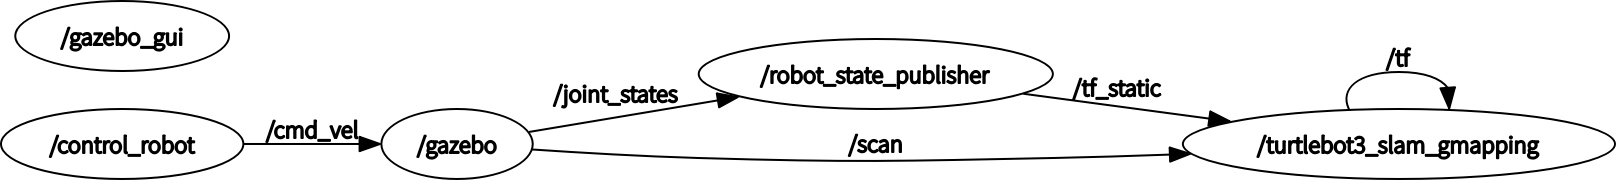 /gazebo_gui
/control_robot
/cmd_vel
/gazebo
/joint_states
/robot_state_publisher
/tf_static
/scan
/tf
/turtlebot3_slam_gmapping